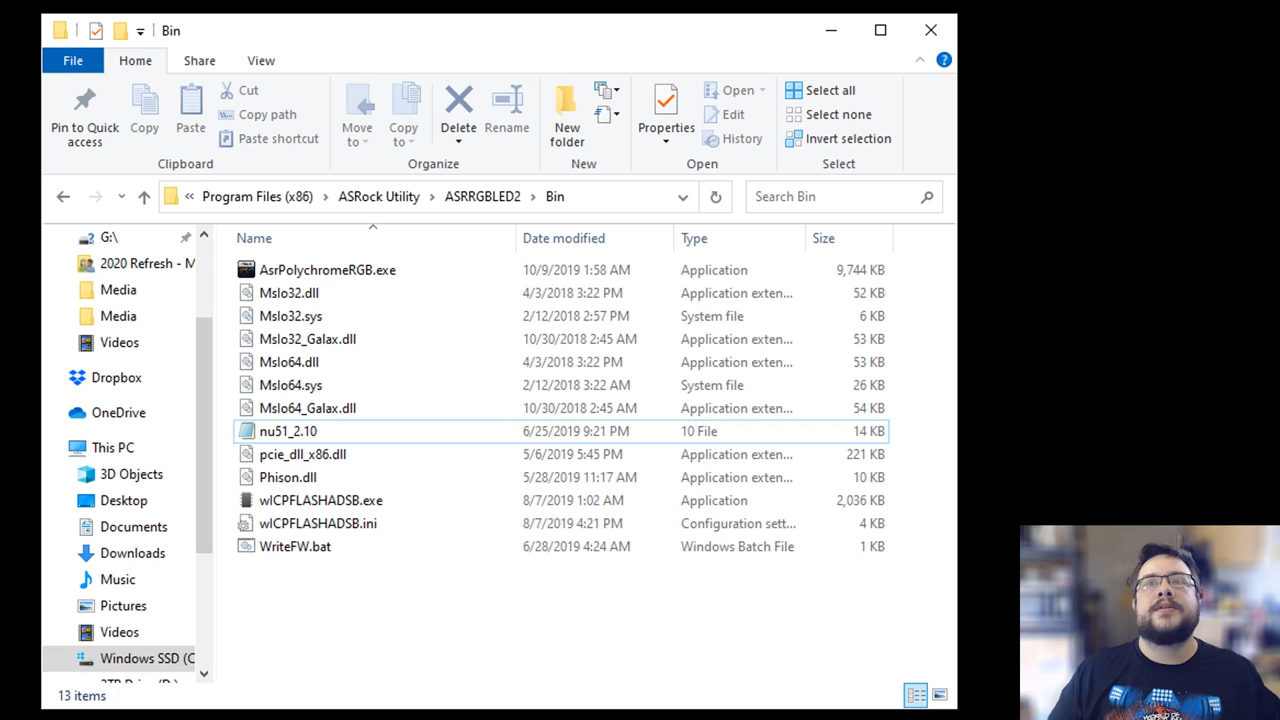 Bin
File Home Share View
Pin to Quick access
Copy
Paste
Cut
Copy path
Paste shortcut
Clipboard
Move to
Copy to
Delete
Rename
Organize
New folder
New
Properties
Open
Edit
History
Open
Select all
Select none
Invert selection
Select
« Program Files (x86) › ASRock Utility › ASRRGBLED2 › Bin
Search Bin
G:\
2020 Refresh - M
Media
Media
Videos
Dropbox
OneDrive
This PC
3D Objects
Desktop
Documents
Downloads
Music
Pictures
Videos
Windows SSD (C
Name Date modified Type Size
AsrPolychromeRGB.exe 10/9/2019 1:58 AM Application 9,744 KB
MsIo32.dll 4/3/2018 3:22 PM Application exten... 52 KB
MsIo32.sys 2/12/2018 2:57 PM System file 6 KB
MsIo32_Galax.dll 10/30/2018 2:45 AM Application exten... 53 KB
MsIo64.dll 4/3/2018 3:22 PM Application exten... 53 KB
MsIo64.sys 2/12/2018 3:22 AM System file 26 KB
MsIo64_Galax.dll 10/30/2018 2:45 AM Application exten... 54 KB
nu51_2.10 6/25/2019 9:21 PM 10 File 14 KB
pcie_dll_x86.dll 5/6/2019 5:45 PM Application exten... 221 KB
Phison.dll 5/28/2019 11:17 AM Application exten... 10 KB
wICPFLASHADSB.exe 8/7/2019 1:02 AM Application 2,036 KB
wICPFLASHADSB.ini 8/7/2019 4:21 PM Configuration sett... 4 KB
WriteFW.bat 6/28/2019 4:24 AM Windows Batch File 1 KB
13 items